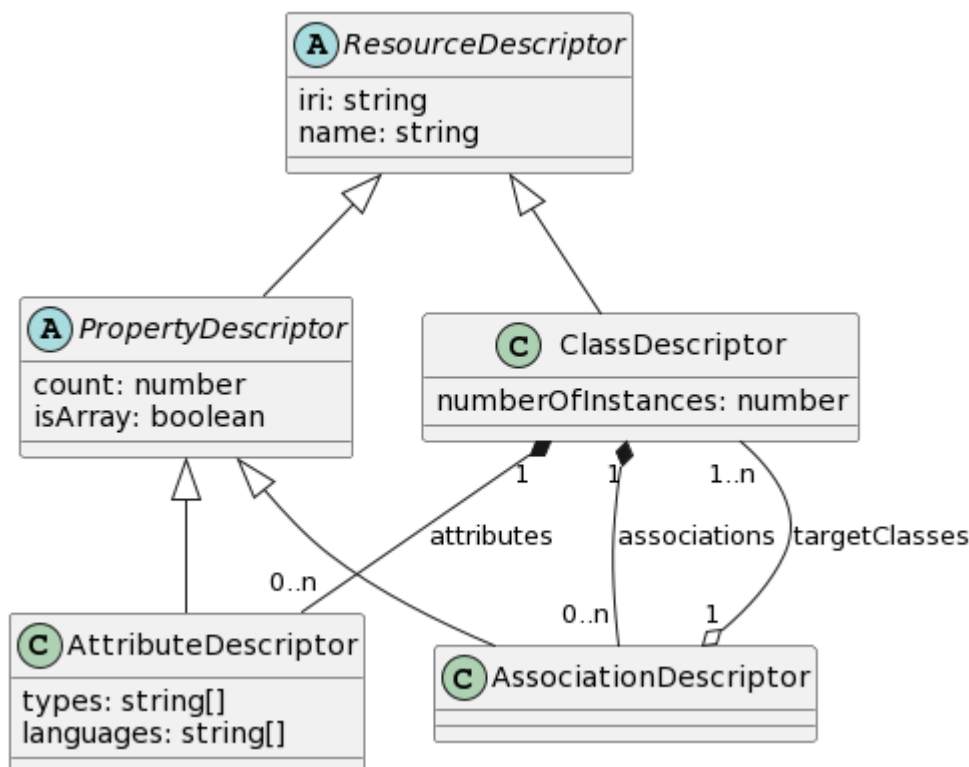 A ResourceDescriptor
iri: string
name: string
A PropertyDescriptor
count: number
isArray: boolean
C ClassDescriptor
numberOfInstances: number
1
1
1..n
attributes
associations
targetClasses
0..n
0..n
1
C AttributeDescriptor
types: string[]
languages: string[]
C AssociationDescriptor